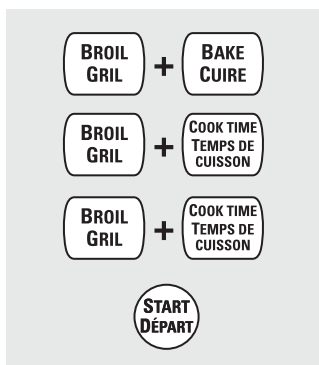 BROIL
GRIL
+
BAKE
CUIRE
BROIL
GRIL
+
COOK TIME
TEMPS DE
CUISSON
BROIL
GRIL
+
COOK TIME
TEMPS DE
CUISSON
START
DÉPART